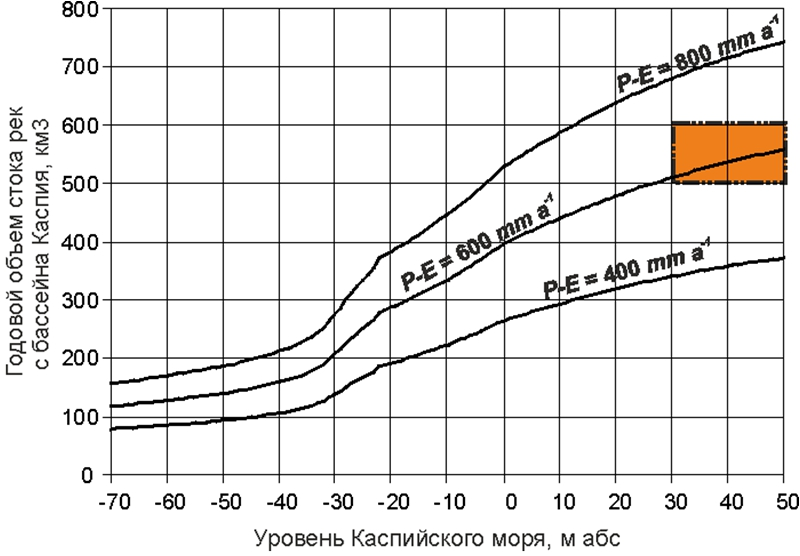 800
700
600
500
400
300
200
100
0
Годовой объем стока рек
с бассейна Каспия, км3
P-E = 800 mm a⁻¹
P-E = 600 mm a⁻¹
P-E = 400 mm a⁻¹
-70 -60 -50 -40 -30 -20 -10 0 10 20 30 40 50
Уровень Каспийского моря, м абс